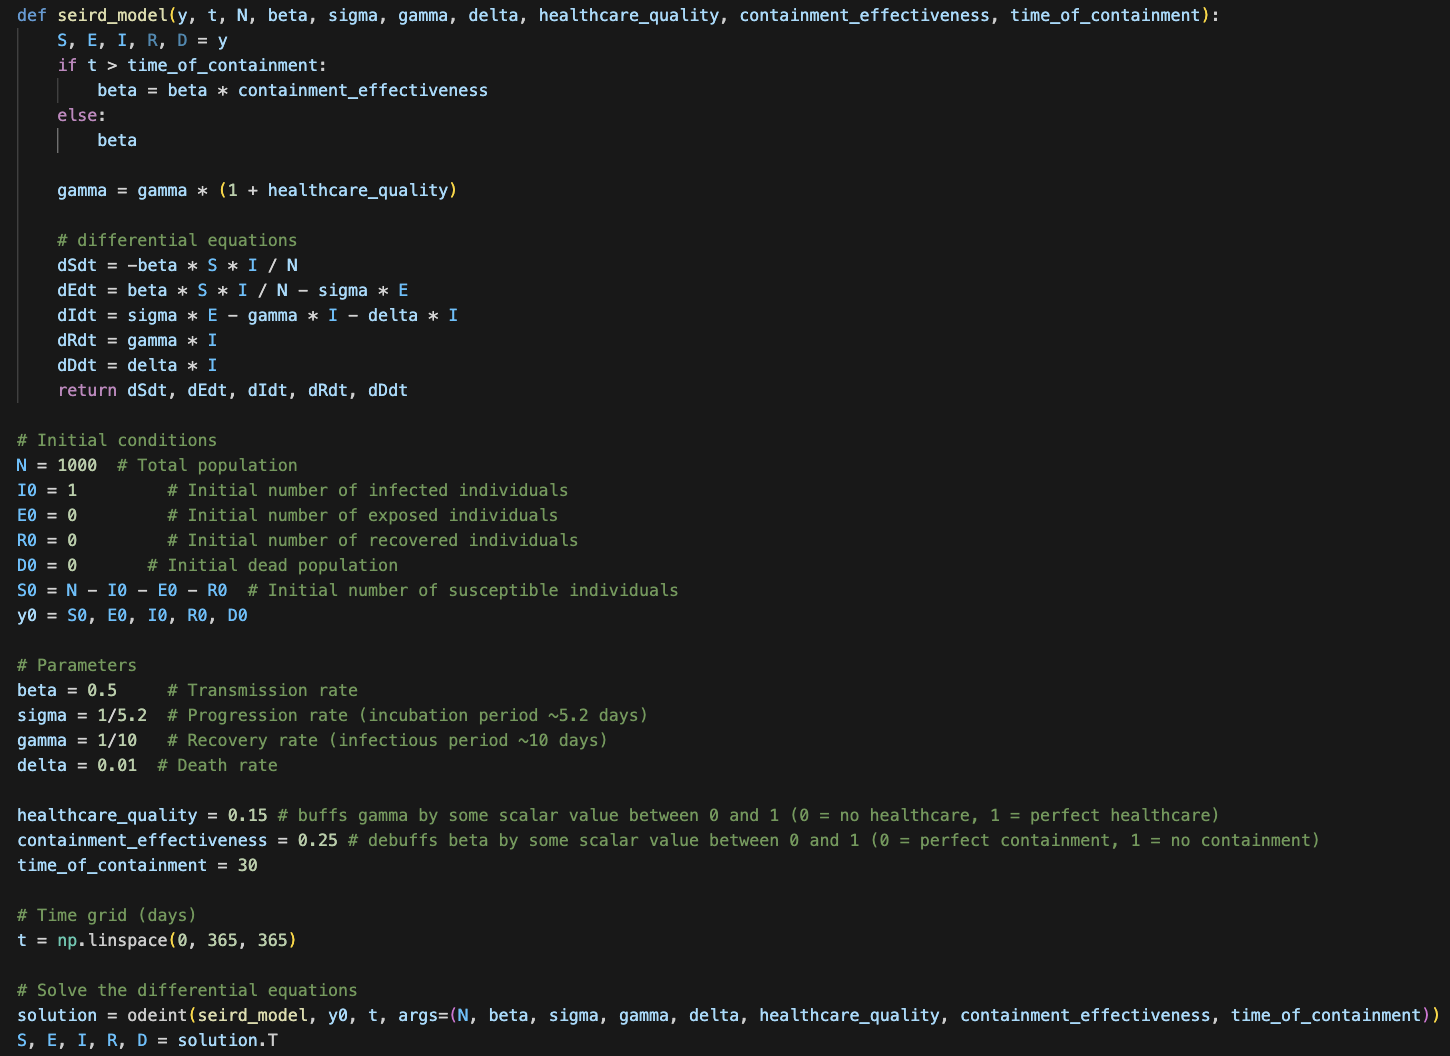 def seird_model(y, t, N, beta, sigma, gamma, delta, healthcare_quality, containment_effectiveness, time_of_containment):
    S, E, I, R, D = y
    if t > time_of_containment:
        beta = beta * containment_effectiveness
    else:
        beta

    gamma = gamma * (1 + healthcare_quality)

    # differential equations
    dSdt = -beta * S * I / N
    dEdt = beta * S * I / N - sigma * E
    dIdt = sigma * E - gamma * I - delta * I
    dRdt = gamma * I
    dDdt = delta * I
    return dSdt, dEdt, dIdt, dRdt, dDdt

# Initial conditions
N = 1000  # Total population
I0 = 1         # Initial number of infected individuals
E0 = 0         # Initial number of exposed individuals
R0 = 0         # Initial number of recovered individuals
D0 = 0       # Initial dead population
S0 = N - I0 - E0 - R0  # Initial number of susceptible individuals
y0 = S0, E0, I0, R0, D0

# Parameters
beta = 0.5     # Transmission rate
sigma = 1/5.2  # Progression rate (incubation period ~5.2 days)
gamma = 1/10   # Recovery rate (infectious period ~10 days)
delta = 0.01  # Death rate

healthcare_quality = 0.15 # buffs gamma by some scalar value between 0 and 1 (0 = no healthcare, 1 = perfect healthcare)
containment_effectiveness = 0.25 # debuffs beta by some scalar value between 0 and 1 (0 = perfect containment, 1 = no containment)
time_of_containment = 30

# Time grid (days)
t = np.linspace(0, 365, 365)

# Solve the differential equations
solution = odeint(seird_model, y0, t, args=(N, beta, sigma, gamma, delta, healthcare_quality, containment_effectiveness, time_of_containment))
S, E, I, R, D = solution.T